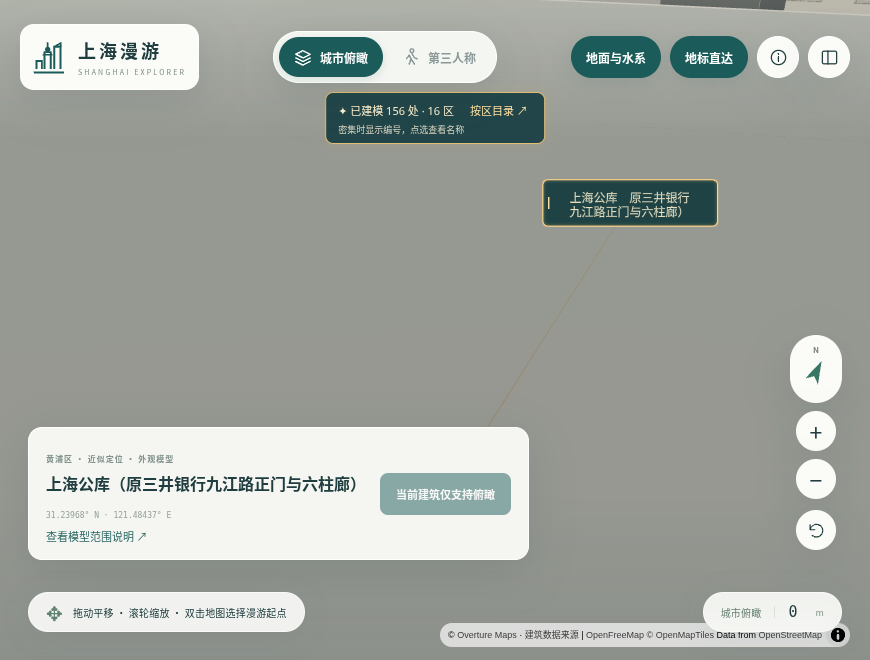 上海漫游
SHANGHAI EXPLORER
城市俯瞰
第三人称
地面与水系
地标直达
✦ 已建模 156 处 · 16 区 按区目录 ↗
密集时显示编号，点选查看名称
上海公库　原三井银行
九江路正门与六柱廊）
N
黄浦区 · 近似定位 · 外观模型
上海公库（原三井银行九江路正门与六柱廊）
当前建筑仅支持俯瞰
31.23968° N · 121.48437° E
查看模型范围说明 ↗
拖动平移 · 滚轮缩放 · 双击地图选择漫游起点
城市俯瞰 0 m
© Overture Maps · 建筑数据来源 | OpenFreeMap © OpenMapTiles Data from OpenStreetMap